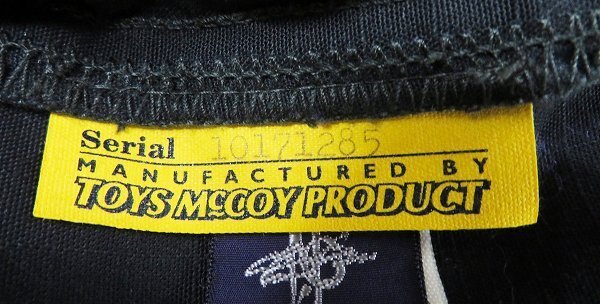 Serial 10171285
MANUFACTURED BY
TOYS McCOY PRODUCT